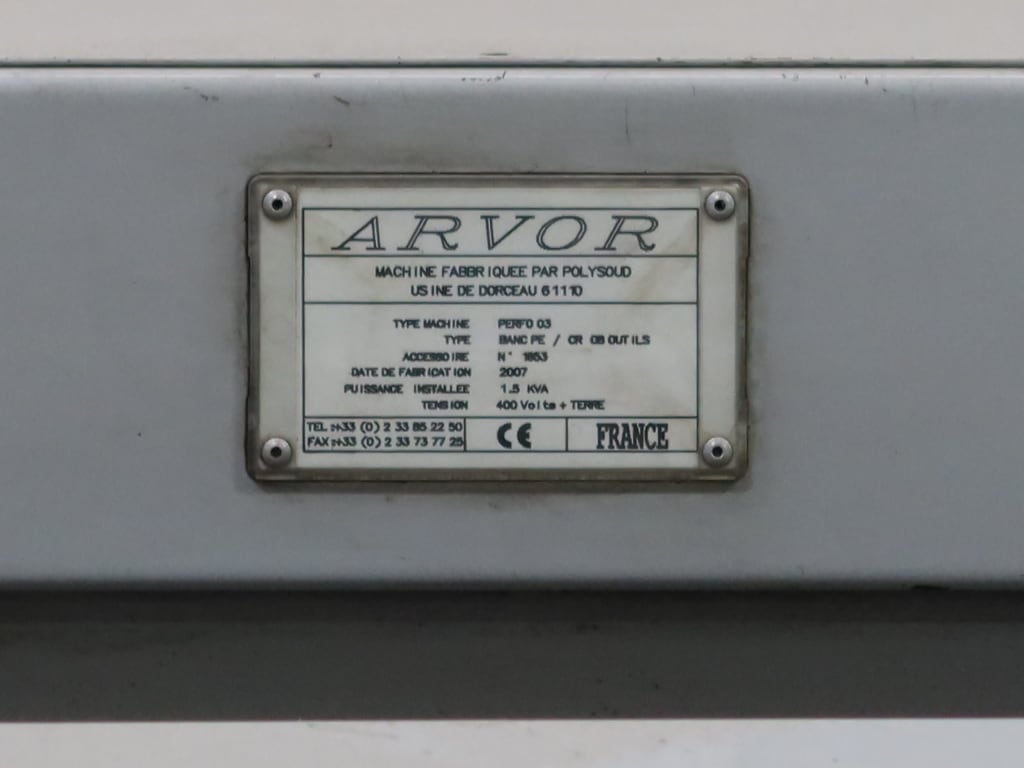 ARVOR
MACHINE FABBRIQUEE PAR POLYSOUD
USINE DE DORCEAU 61110
TYPE MACHINE PERFO 03
TYPE BANC PE / CR 08 OUTILS
ACCESSOIRE N° 1653
DATE DE FABRICATION 2007
PUISSANCE INSTALLEE 1.5 KVA
TENSION 400 Volts + TERRE
TEL :+33 (0) 2 33 85 22 50
FAX :+33 (0) 2 33 73 77 25
CE
FRANCE